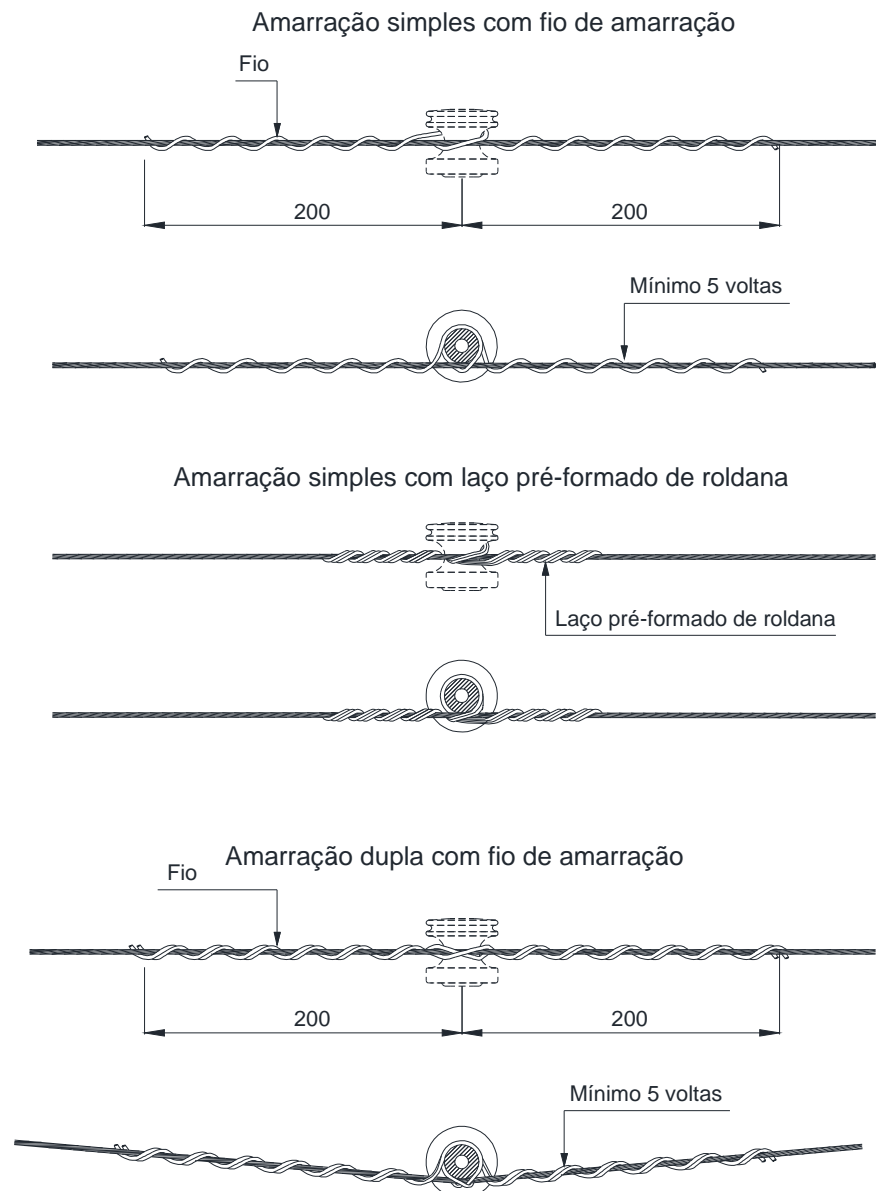 Amarração simples com fio de amarração
Fio
200 200
Mínimo 5 voltas
Amarração simples com laço pré-formado de roldana
Laço pré-formado de roldana
Amarração dupla com fio de amarração
Fio
200 200
Mínimo 5 voltas